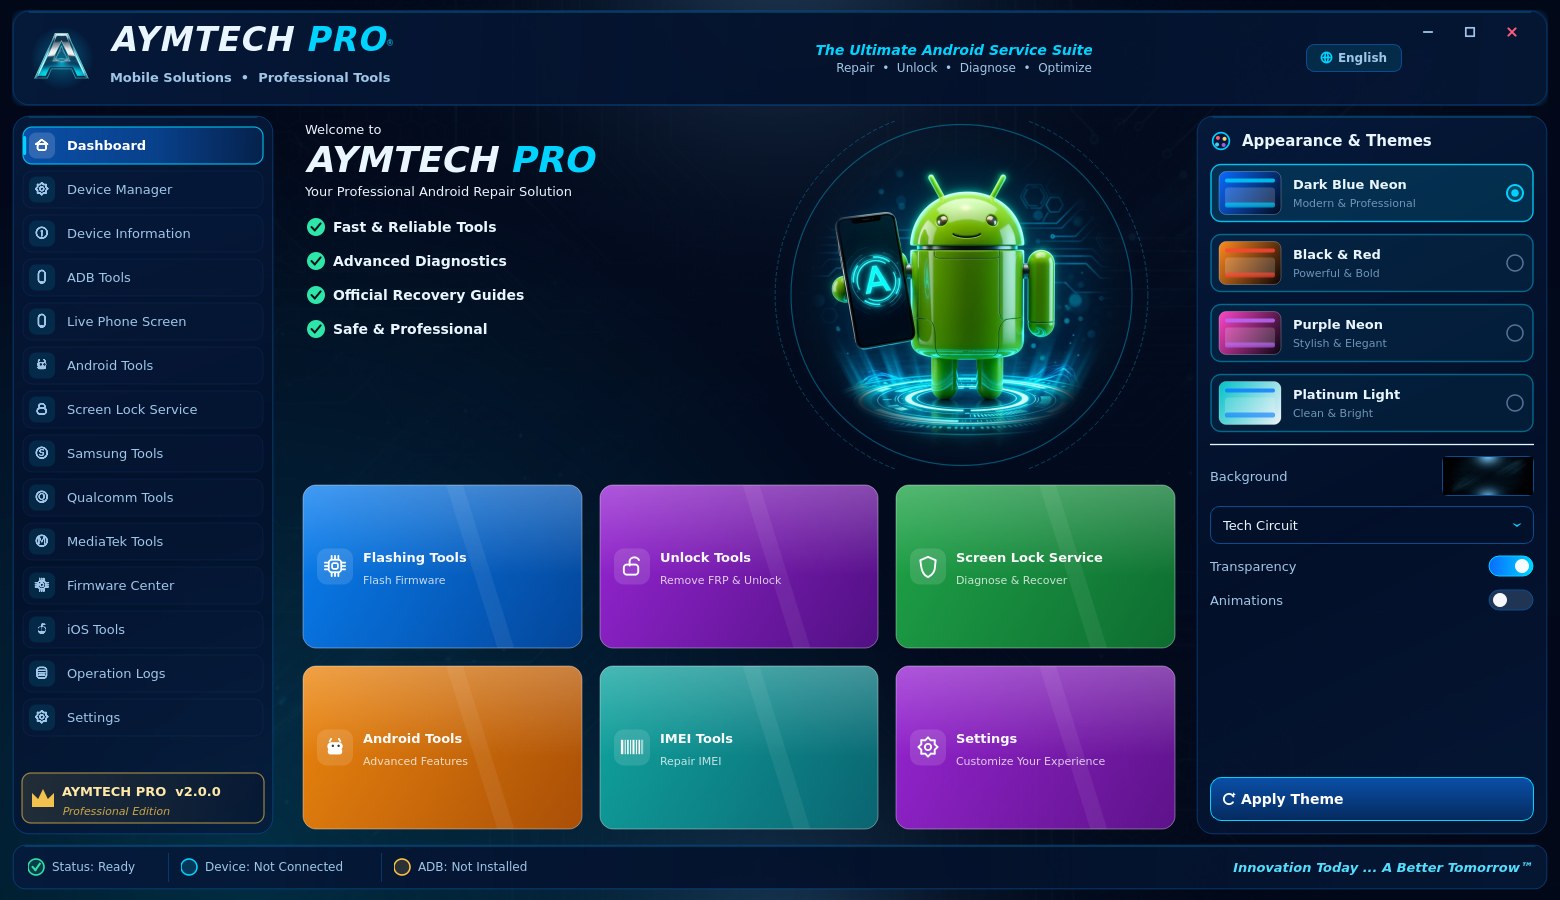 AYMTECH PRO®
Mobile Solutions • Professional Tools
The Ultimate Android Service Suite
Repair • Unlock • Diagnose • Optimize
English
Dashboard
Device Manager
Device Information
ADB Tools
Live Phone Screen
Android Tools
Screen Lock Service
Samsung Tools
Qualcomm Tools
MediaTek Tools
Firmware Center
iOS Tools
Operation Logs
Settings
AYMTECH PRO v2.0.0
Professional Edition
Welcome to
AYMTECH PRO
Your Professional Android Repair Solution
Fast & Reliable Tools
Advanced Diagnostics
Official Recovery Guides
Safe & Professional
A
Flashing Tools
Flash Firmware
Unlock Tools
Remove FRP & Unlock
Screen Lock Service
Diagnose & Recover
Android Tools
Advanced Features
IMEI Tools
Repair IMEI
Settings
Customize Your Experience
Appearance & Themes
Dark Blue Neon
Modern & Professional
Black & Red
Powerful & Bold
Purple Neon
Stylish & Elegant
Platinum Light
Clean & Bright
Background
Tech Circuit
Transparency
Animations
Apply Theme
Status: Ready
Device: Not Connected
ADB: Not Installed
Innovation Today ... A Better Tomorrow™